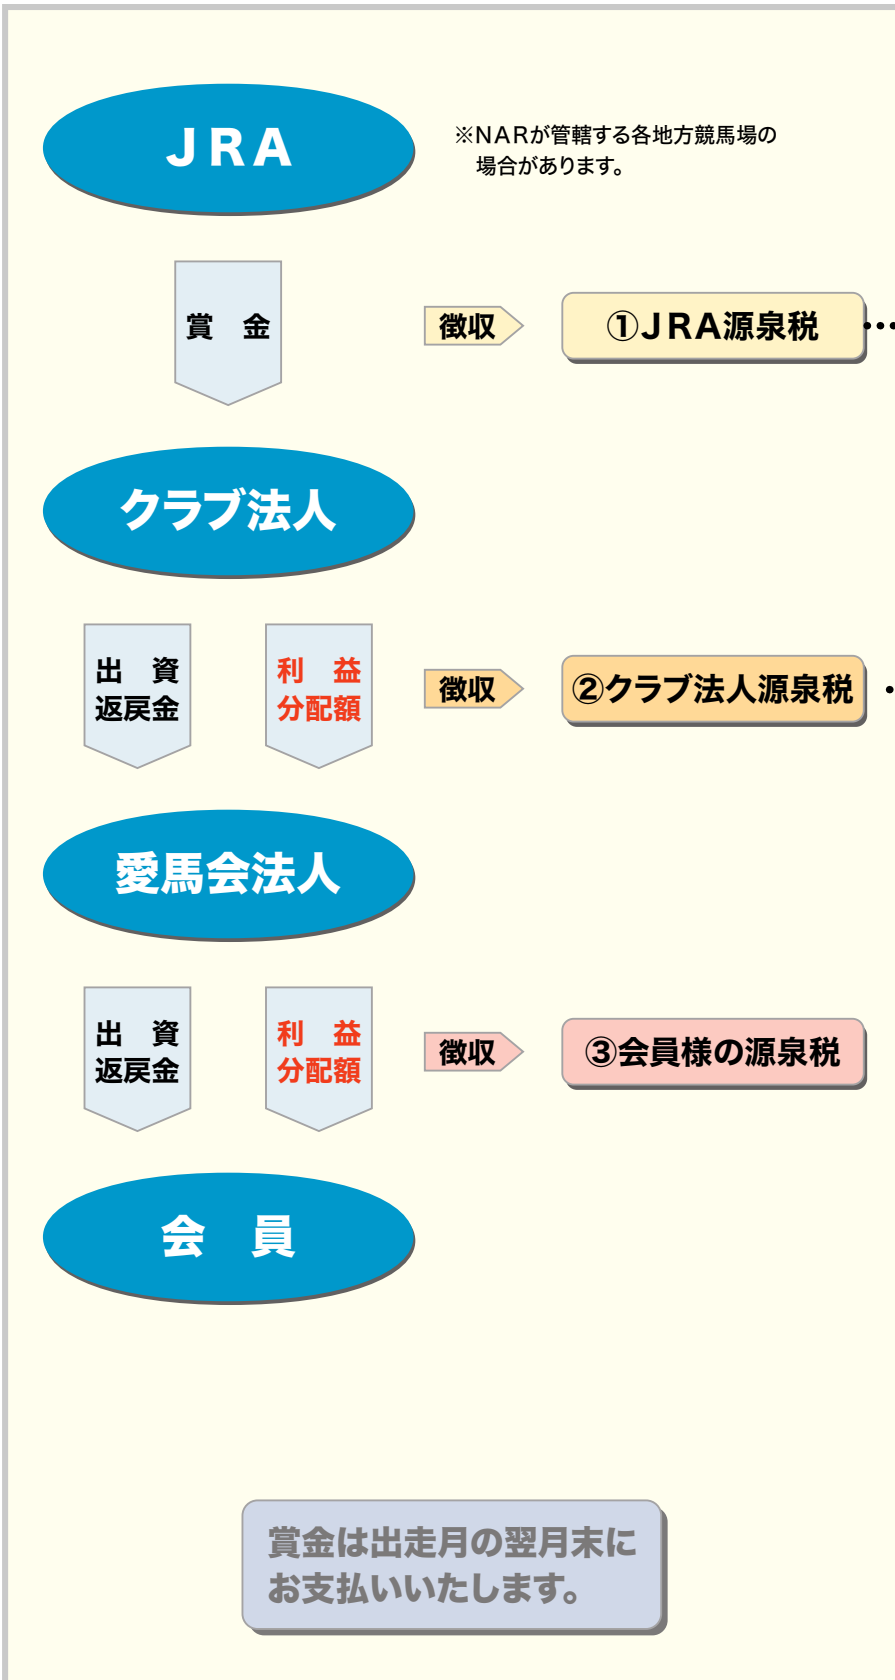 JRA
※NARが管轄する各地方競馬場の
場合があります。
賞　金
徴収
①JRA源泉税
…
クラブ法人
出　資
返戻金
利　益
分配額
徴収
②クラブ法人源泉税
愛馬会法人
出　資
返戻金
利　益
分配額
徴収
③会員様の源泉税
会　員
賞金は出走月の翌月末に
お支払いいたします。